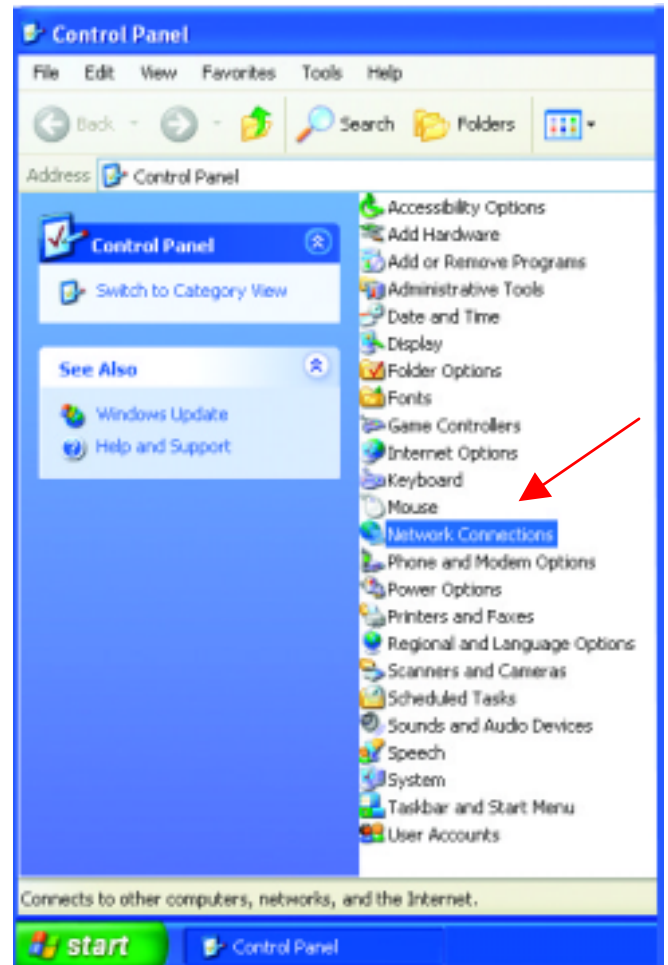 Control Panel
File Edit View Favorites Tools Help
Back Search Folders
Address Control Panel
Control Panel
Switch to Category View
See Also
Windows Update
Help and Support
Accessibility Options
Add Hardware
Add or Remove Programs
Administrative Tools
Date and Time
Display
Folder Options
Fonts
Game Controllers
Internet Options
Keyboard
Mouse
Network Connections
Phone and Modem Options
Power Options
Printers and Faxes
Regional and Language Options
Scanners and Cameras
Scheduled Tasks
Sounds and Audio Devices
Speech
System
Taskbar and Start Menu
User Accounts
Connects to other computers, networks, and the Internet.
start Control Panel